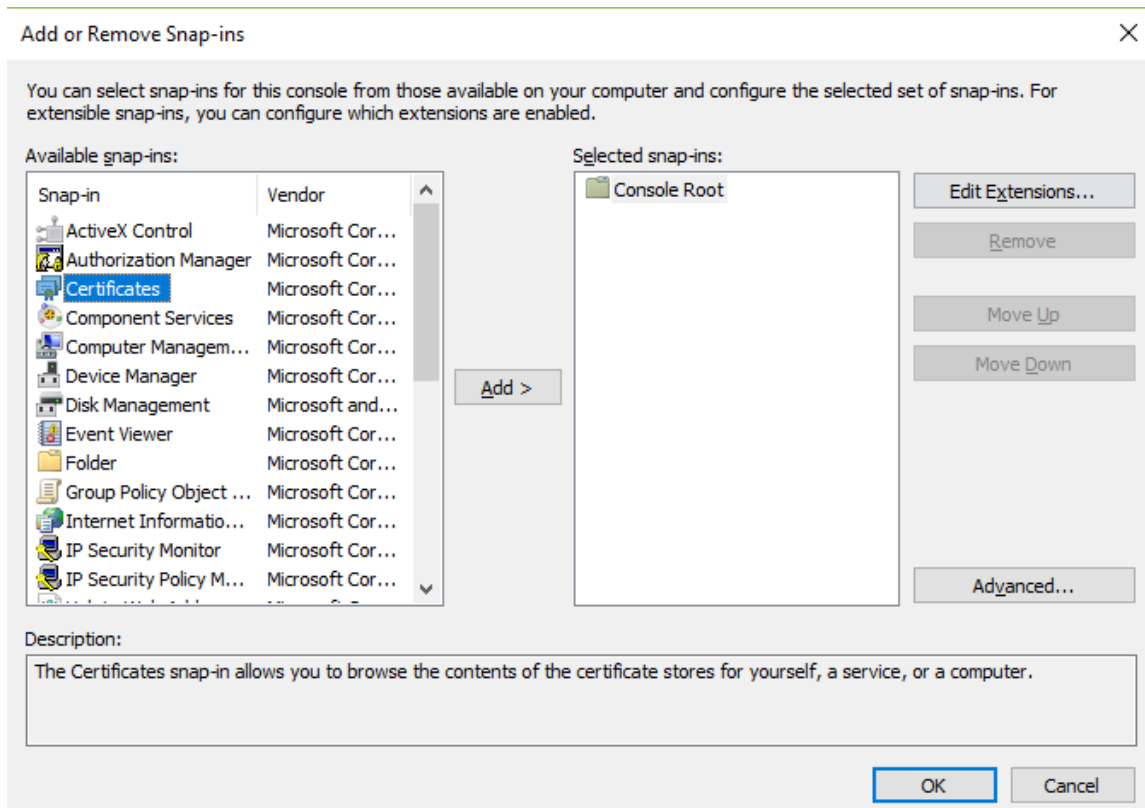 Add or Remove Snap-ins
You can select snap-ins for this console from those available on your computer and configure the selected set of snap-ins. For
extensible snap-ins, you can configure which extensions are enabled.
Available snap-ins:
Selected snap-ins:
Snap-in Vendor
ActiveX Control Microsoft Cor...
Authorization Manager Microsoft Cor...
Certificates Microsoft Cor...
Component Services Microsoft Cor...
Computer Managem... Microsoft Cor...
Device Manager Microsoft Cor...
Disk Management Microsoft and...
Event Viewer Microsoft Cor...
Folder Microsoft Cor...
Group Policy Object ... Microsoft Cor...
Internet Informatio... Microsoft Cor...
IP Security Monitor Microsoft Cor...
IP Security Policy M... Microsoft Cor...
Add >
Console Root
Edit Extensions...
Remove
Move Up
Move Down
Advanced...
Description:
The Certificates snap-in allows you to browse the contents of the certificate stores for yourself, a service, or a computer.
OK
Cancel